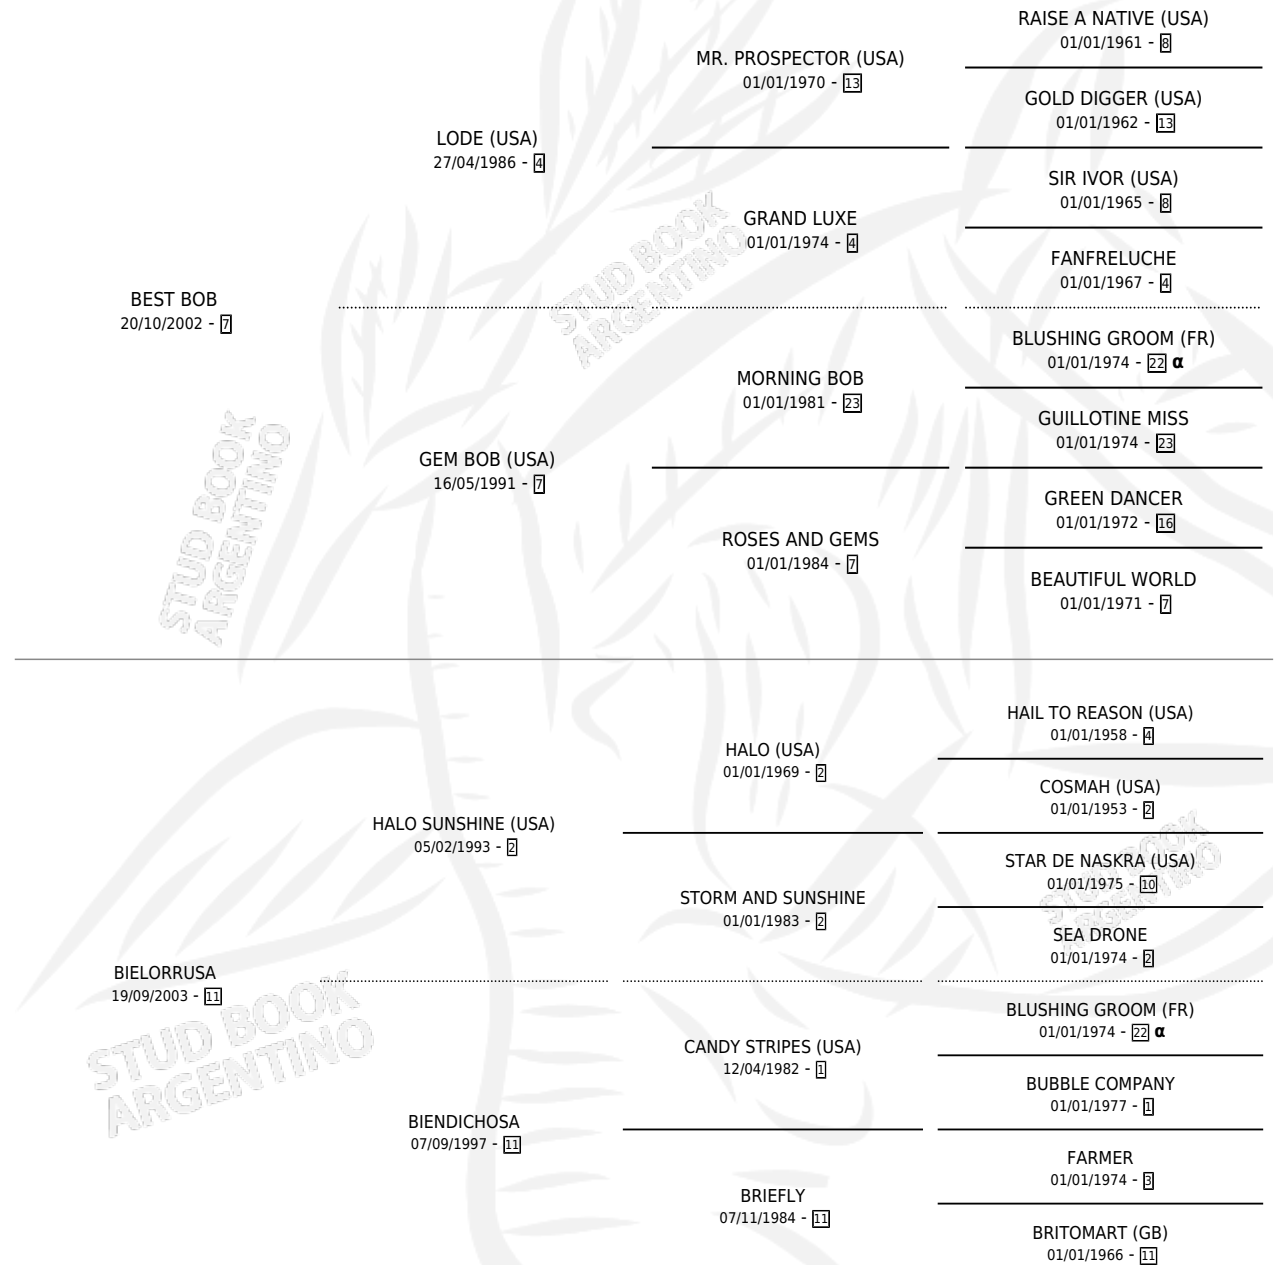 RAISE A NATIVE (USA)
01/01/1961 - 8
MR. PROSPECTOR (USA)
01/01/1970 - 13
GOLD DIGGER (USA)
01/01/1962 - 13
LODE (USA)
27/04/1986 - 4
SIR IVOR (USA)
01/01/1965 - 8
GRAND LUXE
01/01/1974 - 4
FANFRELUCHE
01/01/1967 - 4
STUD BOOK
ARGENTINO
BEST BOB
20/10/2002 - 7
BLUSHING GROOM (FR)
01/01/1974 - 22 α
MORNING BOB
01/01/1981 - 23
GUILLOTINE MISS
01/01/1974 - 23
GEM BOB (USA)
16/05/1991 - 7
GREEN DANCER
01/01/1972 - 16
ROSES AND GEMS
01/01/1984 - 7
BEAUTIFUL WORLD
01/01/1971 - 7
STUD BOOK
ARGENTINO
HAIL TO REASON (USA)
01/01/1958 - 4
HALO (USA)
01/01/1969 - 2
COSMAH (USA)
01/01/1953 - 2
HALO SUNSHINE (USA)
05/02/1993 - 2
STAR DE NASKRA (USA)
01/01/1975 - 10
STORM AND SUNSHINE
01/01/1983 - 2
SEA DRONE
01/01/1974 - 2
STUD BOOK
ARGENTINO
BIELORRUSA
19/09/2003 - 11
BLUSHING GROOM (FR)
01/01/1974 - 22 α
CANDY STRIPES (USA)
12/04/1982 - 1
BUBBLE COMPANY
01/01/1977 - 1
STUD BOOK
ARGENTINO
BIENDICHOSA
07/09/1997 - 11
FARMER
01/01/1974 - 3
BRIEFLY
07/11/1984 - 11
BRITOMART (GB)
01/01/1966 - 11